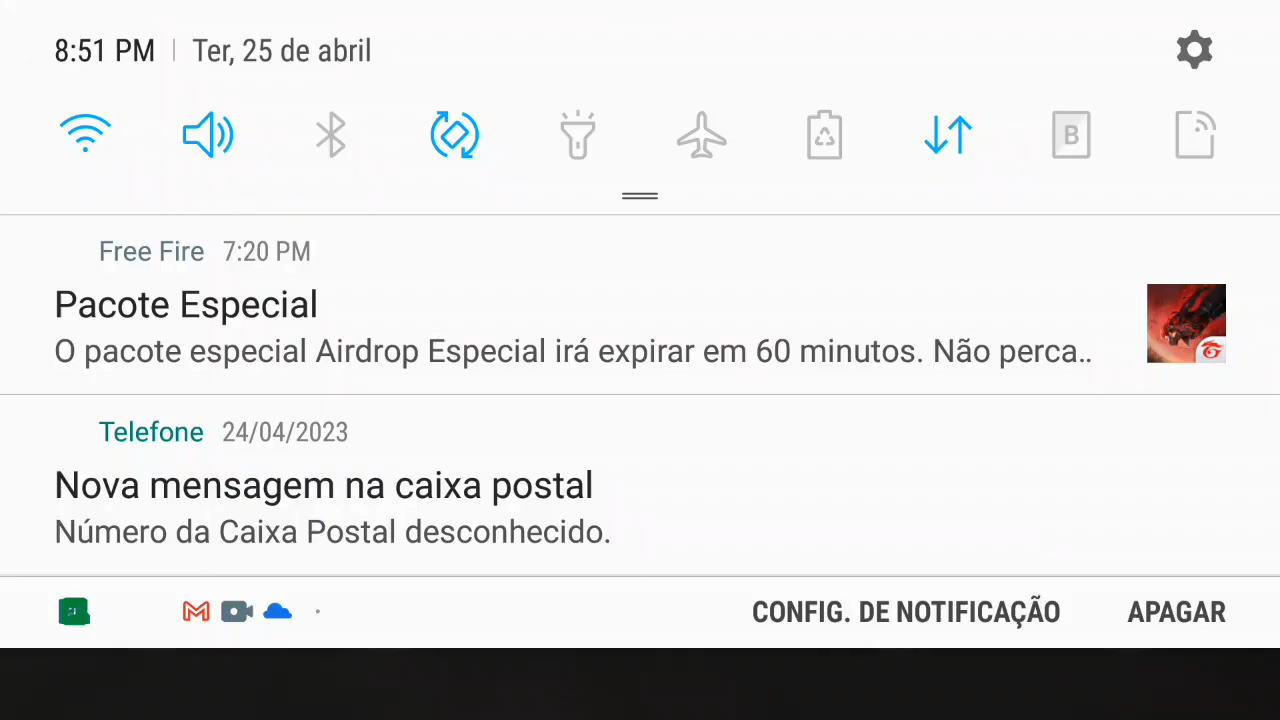 8:51 PM | Ter, 25 de abril
B
Free Fire 7:20 PM
Pacote Especial
O pacote especial Airdrop Especial irá expirar em 60 minutos. Não perca..
Telefone 24/04/2023
Nova mensagem na caixa postal
Número da Caixa Postal desconhecido.
CONFIG. DE NOTIFICAÇÃO APAGAR